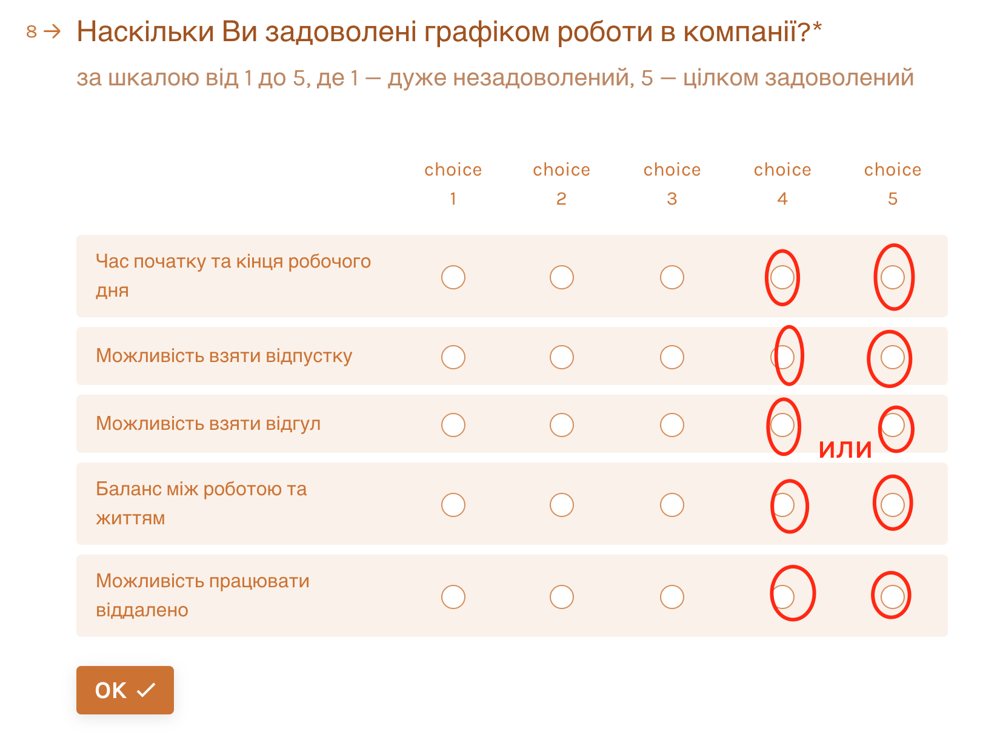 8 → Наскільки Ви задоволені графіком роботи в компанії?*
за шкалою від 1 до 5, де 1 — дуже незадоволений, 5 — цілком задоволений
choice choice choice choice choice
1 2 3 4 5
Час початку та кінця робочого
дня
Можливість взяти відпустку
Можливість взяти відгул
или
Баланс між роботою та
життям
Можливість працювати
віддалено
OK ✓